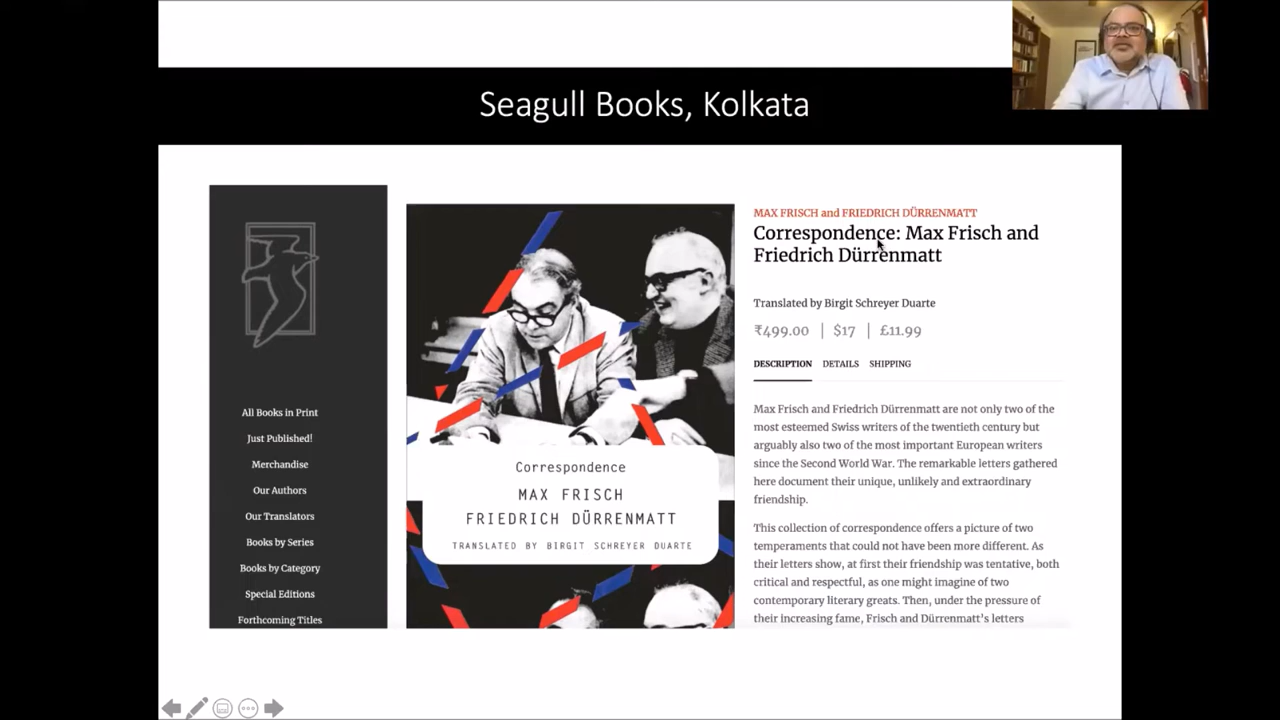 Seagull Books, Kolkata
All Books in Print
Just Published!
Merchandise
Our Authors
Our Translators
Books by Series
Books by Category
Special Editions
Forthcoming Titles
Correspondence
MAX FRISCH
FRIEDRICH DÜRRENMATT
TRANSLATED BY BIRGIT SCHREYER DUARTE
MAX FRISCH and FRIEDRICH DÜRRENMATT
Correspondence: Max Frisch and
Friedrich Dürrenmatt
Translated by Birgit Schreyer Duarte
₹499.00 | $17 | £11.99
DESCRIPTION DETAILS SHIPPING
Max Frisch and Friedrich Dürrenmatt are not only two of the
most esteemed Swiss writers of the twentieth century but
arguably also two of the most important European writers
since the Second World War. The remarkable letters gathered
here document their unique, unlikely and extraordinary
friendship.
This collection of correspondence offers a picture of two
temperaments that could not have been more different. As
their letters show, at first their friendship was tentative, both
critical and respectful, as one might imagine of two
contemporary literary greats. Then, under the pressure of
their increasing fame, Frisch and Dürrenmatt's letters